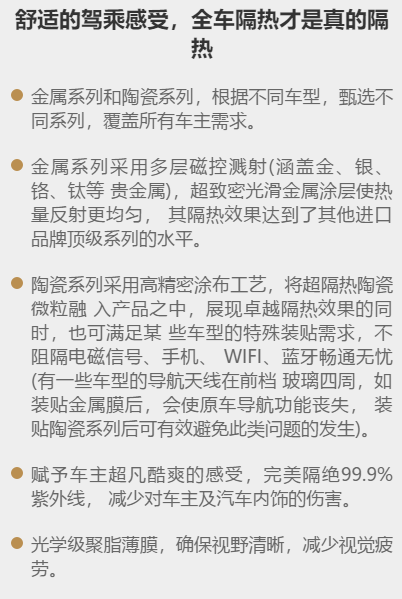 舒适的驾乘感受，全车隔热才是真的隔
热
金属系列和陶瓷系列，根据不同车型，甄选不
同系列，覆盖所有车主需求。
金属系列采用多层磁控溅射(涵盖金、银、
铬、钛等 贵金属)，超致密光滑金属涂层使热
量反射更均匀， 其隔热效果达到了其他进口
品牌顶级系列的水平。
陶瓷系列采用高精密涂布工艺，将超隔热陶瓷
微粒融 入产品之中，展现卓越隔热效果的同
时，也可满足某 些车型的特殊装贴需求，不
阻隔电磁信号、手机、 WIFI、蓝牙畅通无忧
(有一些车型的导航天线在前档 玻璃四周，如
装贴金属膜后，会使原车导航功能丧失， 装
贴陶瓷系列后可有效避免此类问题的发生)。
赋予车主超凡酷爽的感受，完美隔绝99.9%
紫外线， 减少对车主及汽车内饰的伤害。
光学级聚脂薄膜，确保视野清晰，减少视觉疲
劳。